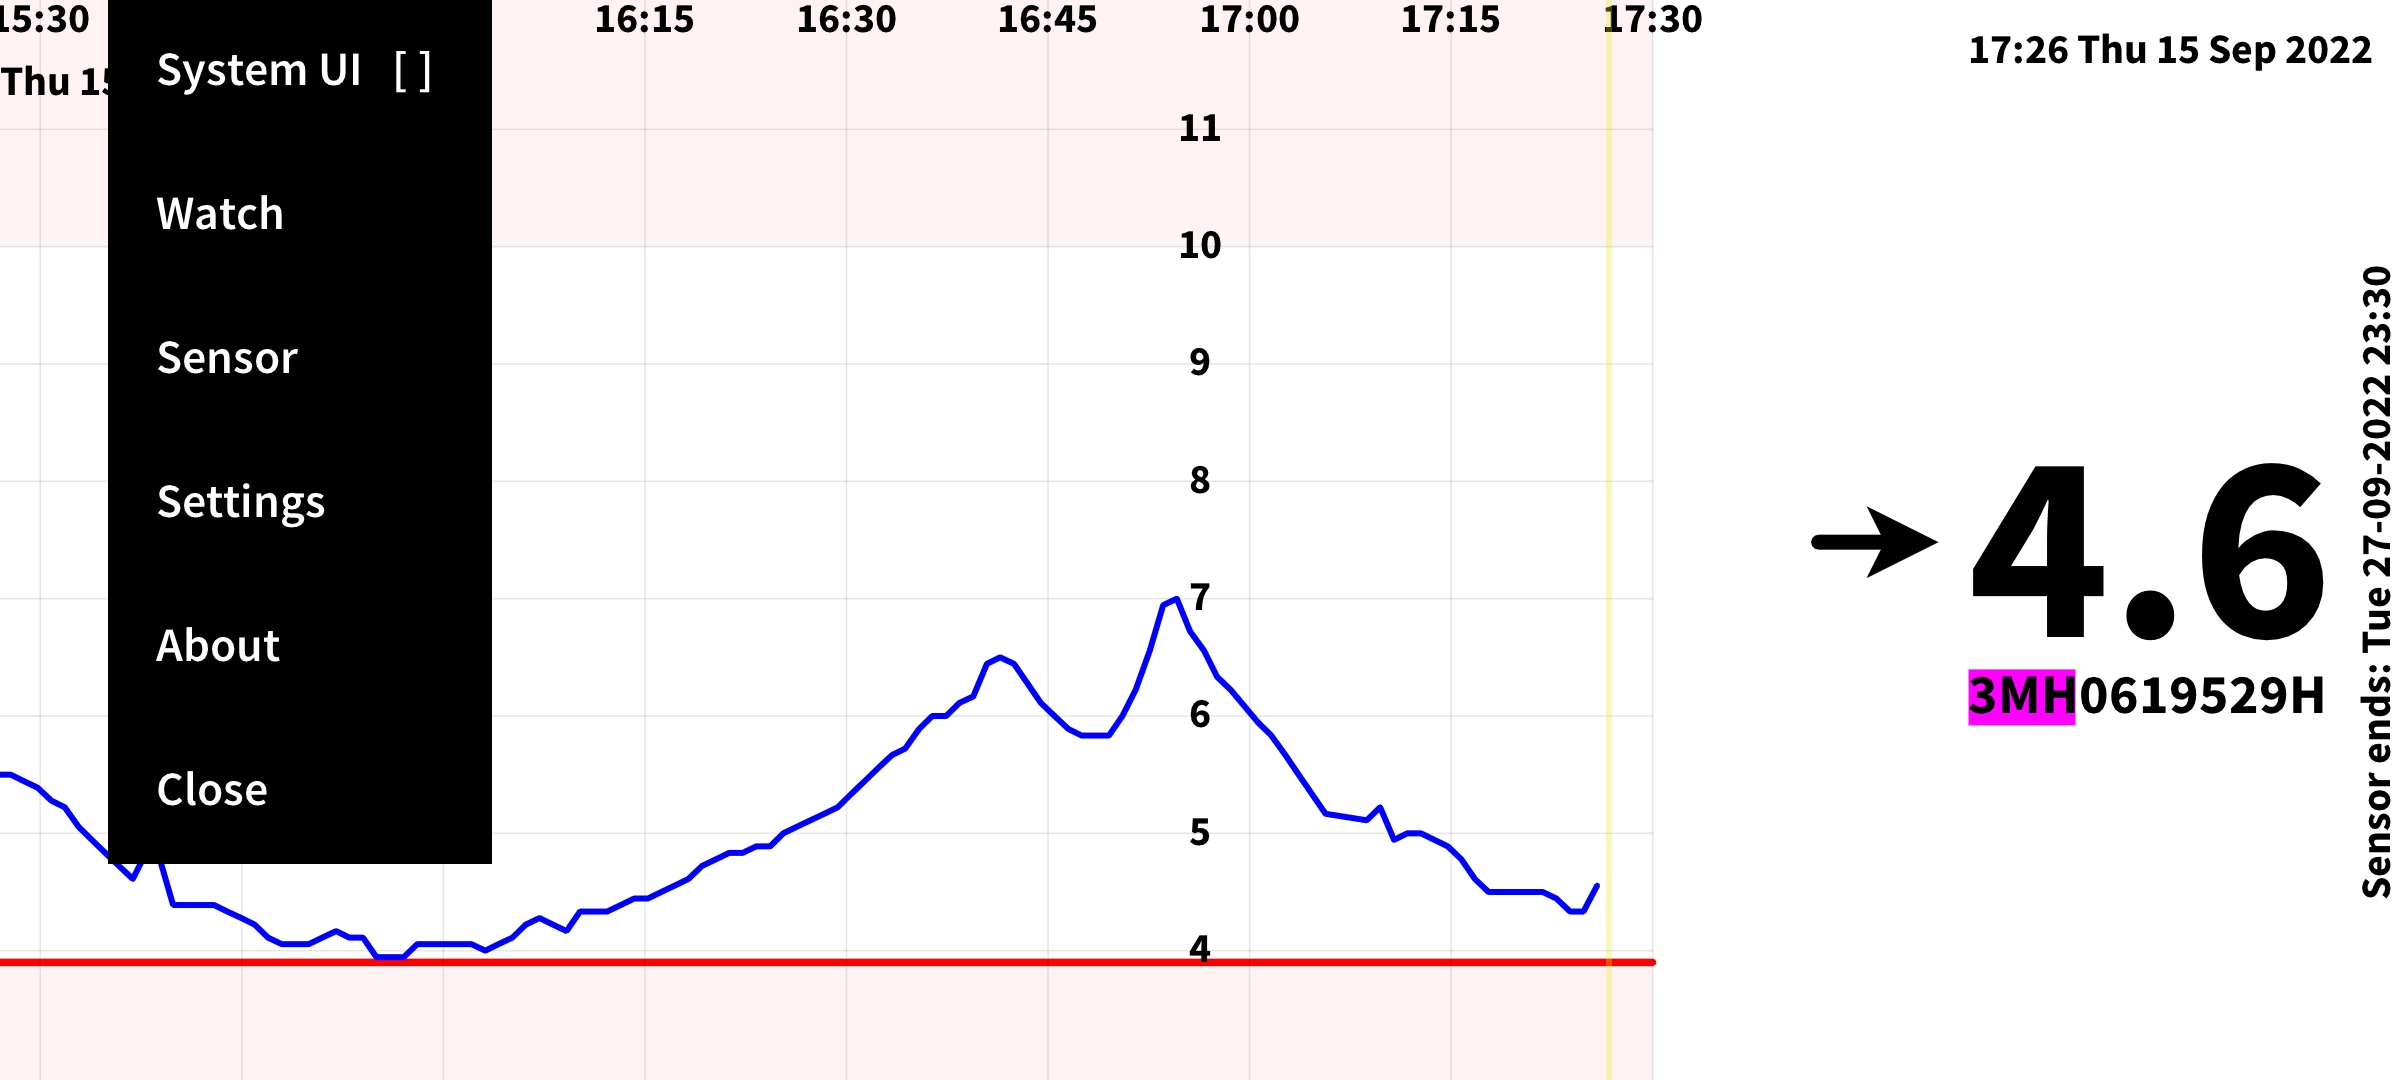 15:30 16:15 16:30 16:45 17:00 17:15 17:30
Thu
17:26 Thu 15 Sep 2022
System UI []
Watch
Sensor
Settings
About
Close
11
10
9
8
7
6
5
4
4.6
3MH0619529H
Sensor ends: Tue 27-09-2022 23:30